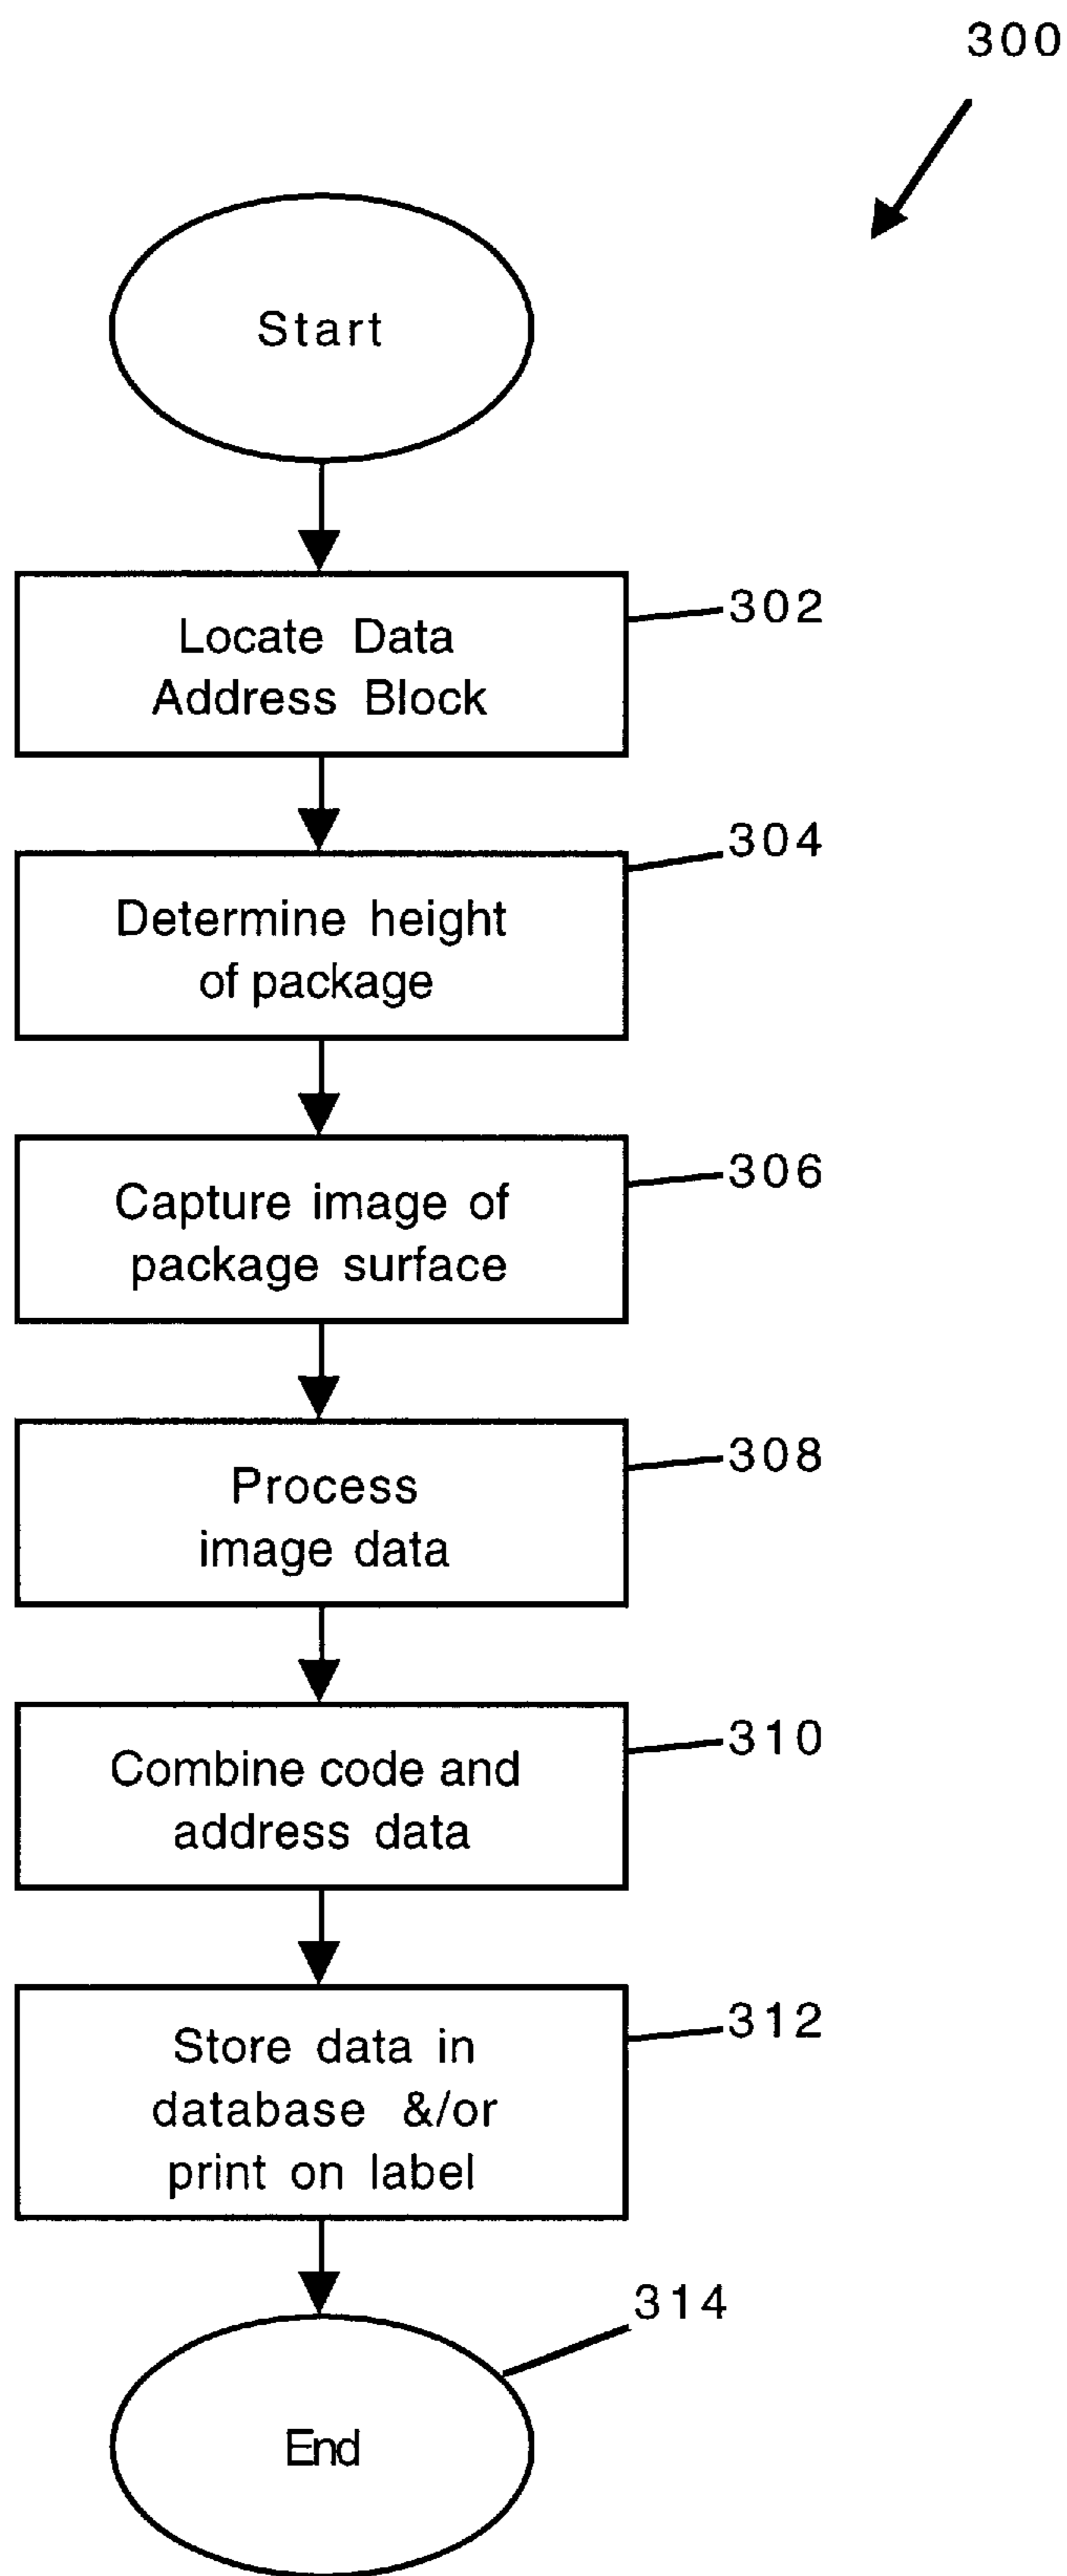 300
Start
302
Locate Data
Address Block
304
Determine height
of package
306
Capture image of
package surface
308
Process
image data
310
Combine code and
address data
312
Store data in
database &/or
print on label
314
End